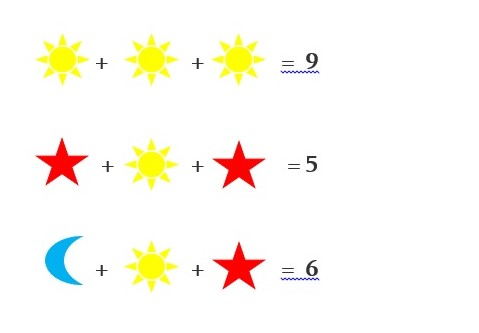 + + = 9
+ + = 5
+ + = 6